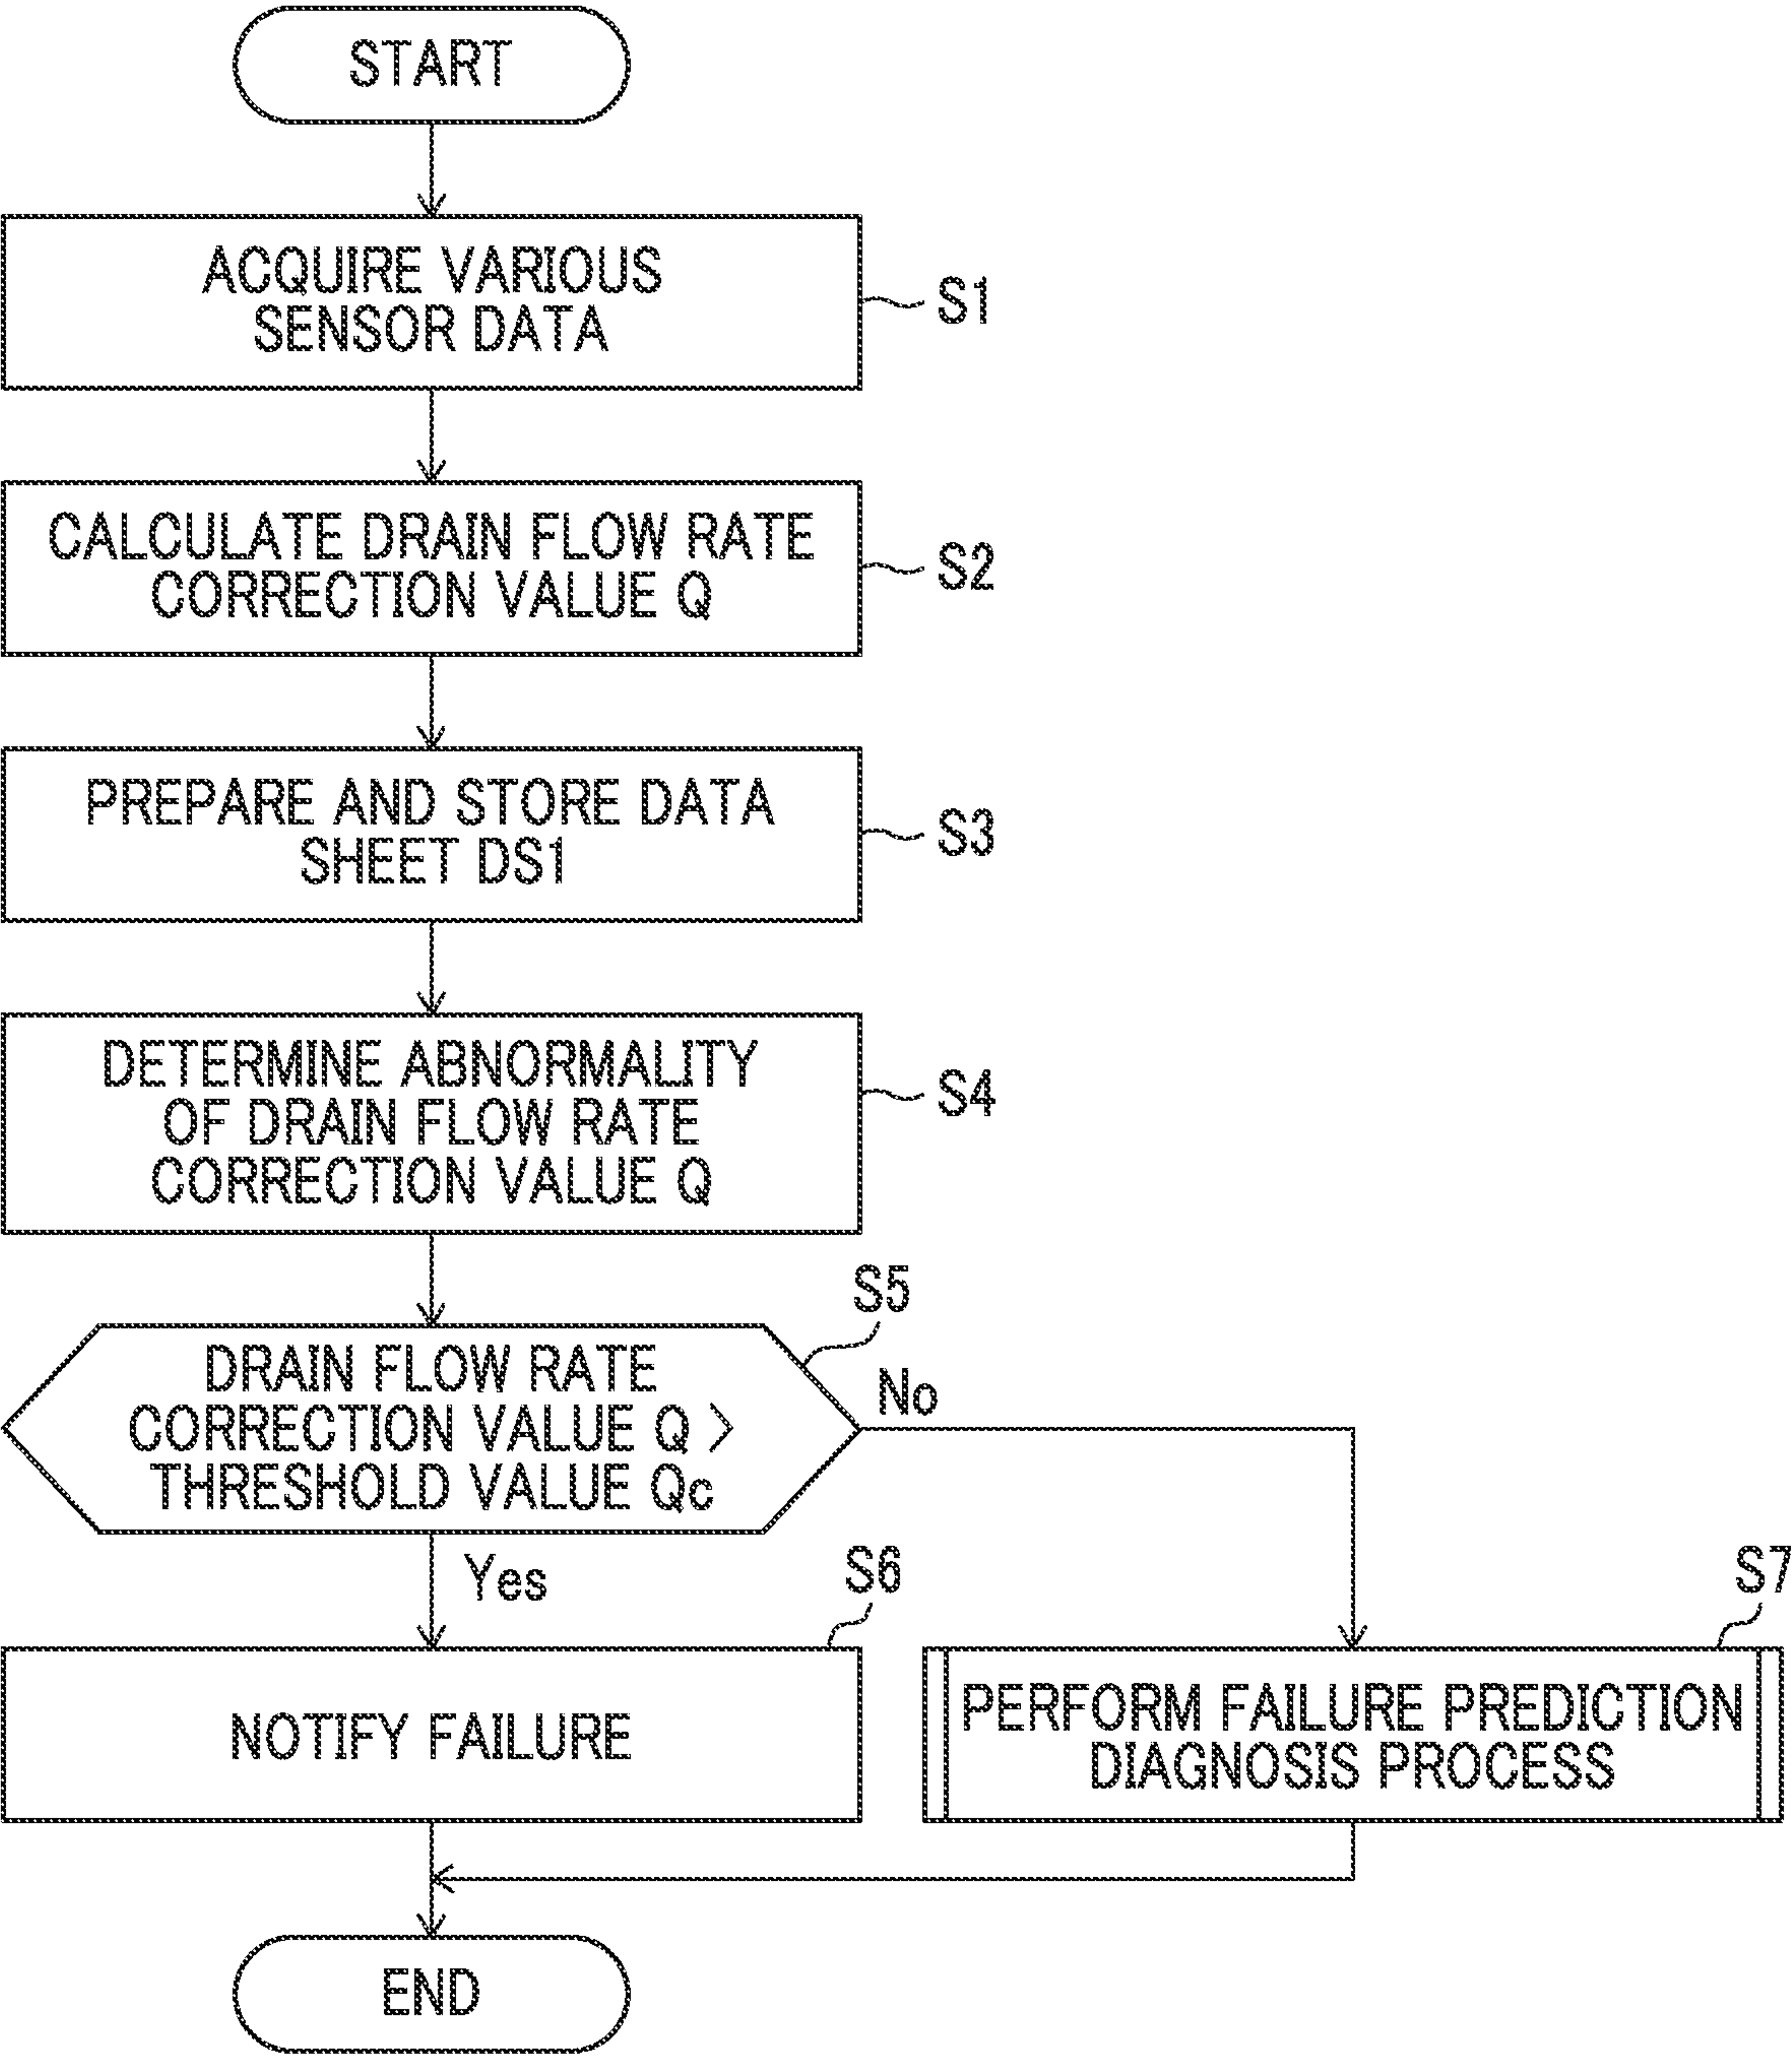 START
ACQUIRE VARIOUS
SENSOR DATA
S1
CALCULATE DRAIN FLOW RATE
CORRECTION VALUE Q
S2
PREPARE AND STORE DATA
SHEET DS1
S3
DETERMINE ABNORMALITY
OF DRAIN FLOW RATE
CORRECTION VALUE Q
S4
S5
DRAIN FLOW RATE
CORRECTION VALUE Q >
THRESHOLD VALUE Qc
No
Yes
S6
NOTIFY FAILURE
S7
PERFORM FAILURE PREDICTION
DIAGNOSIS PROCESS
END